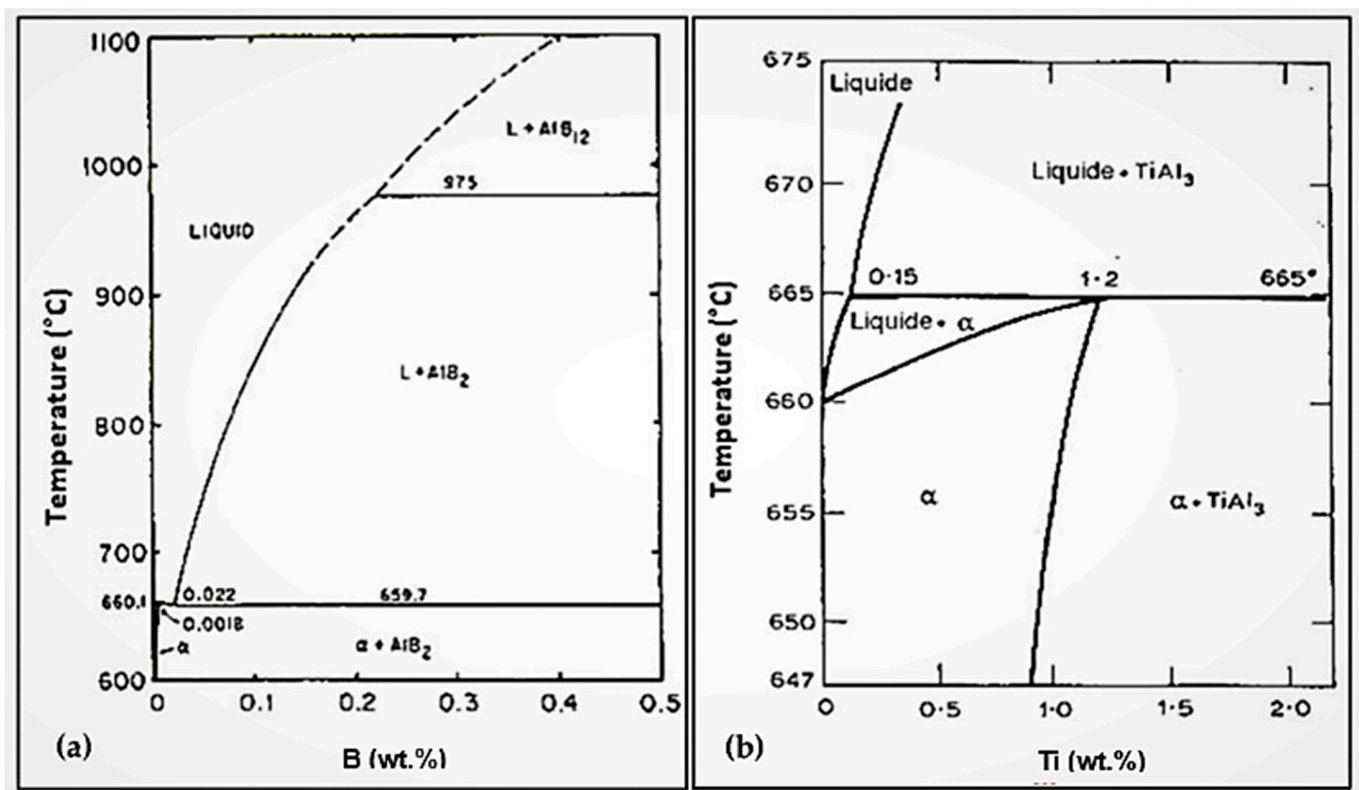 1100
1000
900
800
700
660.1
600
Temperature (°C)
LIQUID
L+AlB12
975
L+AlB2
0.022
659.7
0.0018
α
α+AlB2
0
0.1
0.2
0.3
0.4
0.5
(a)
B (wt.%)
675
670
665
660
655
650
647
Temperature (°C)
Liquide
Liquide + TiAl3
0·15
1·2
665°
Liquide + α
α
α+TiAl3
0
0·5
1·0
1·5
2·0
(b)
Ti (wt.%)